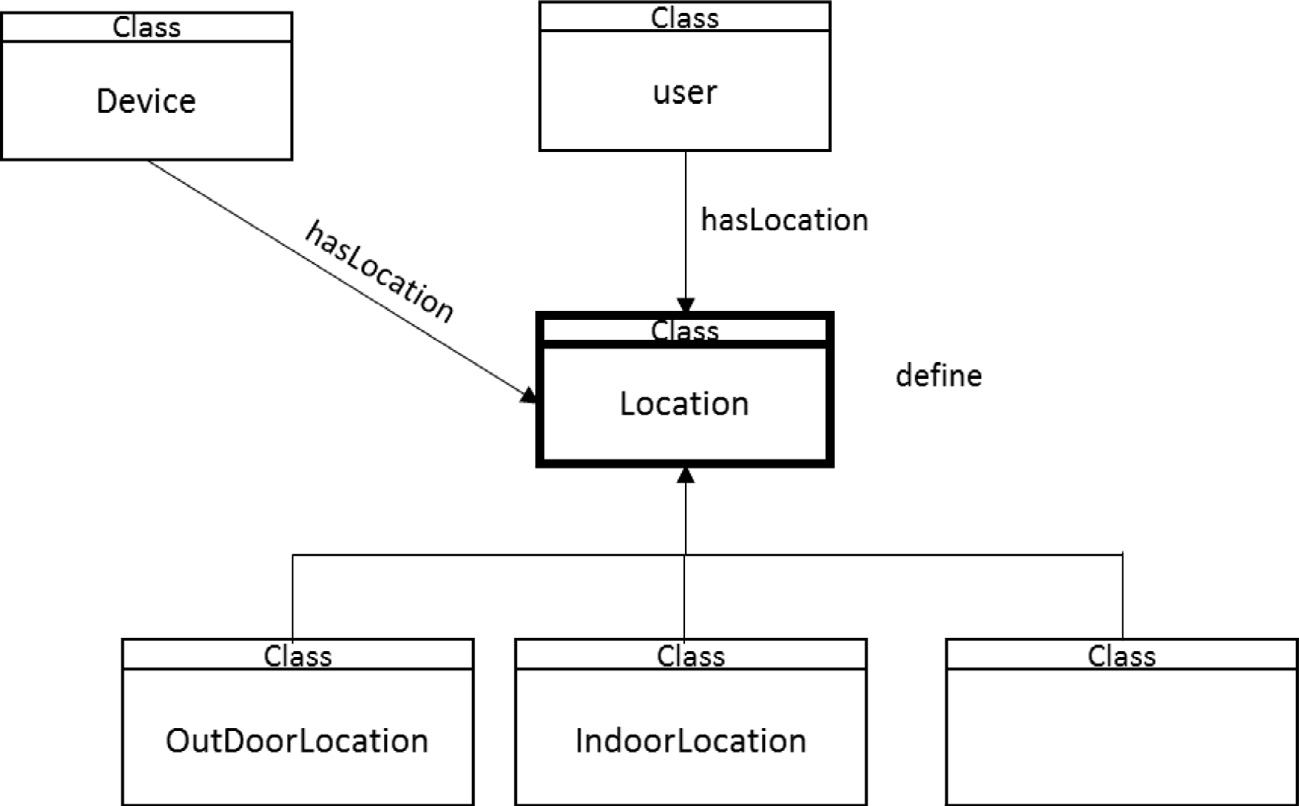 Class
Device
Class
user
hasLocation
hasLocation
Class
Location
define
Class
OutDoorLocation
Class
IndoorLocation
Class